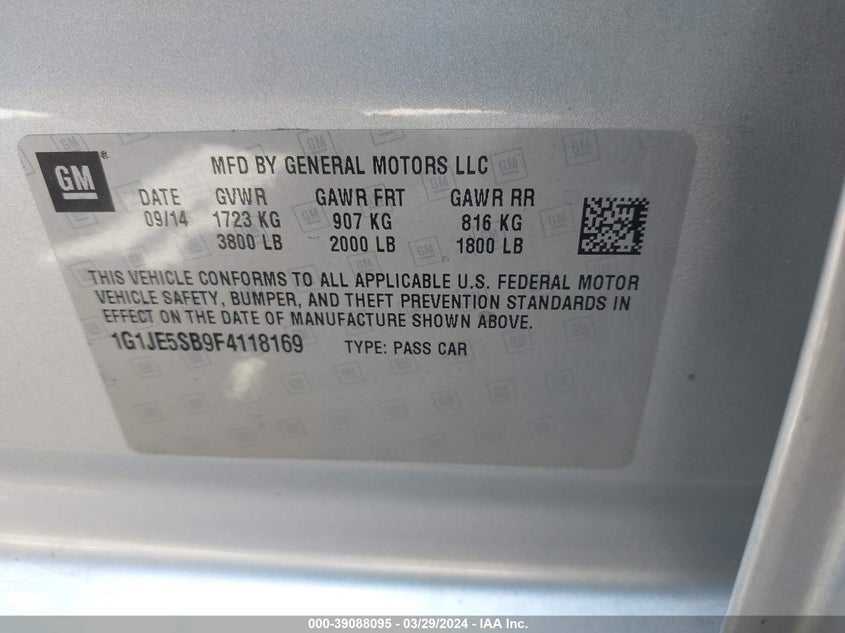 GM
MFD BY GENERAL MOTORS LLC
DATE GVWR GAWR FRT GAWR RR
09/14 1723 KG 907 KG 816 KG
3800 LB 2000 LB 1800 LB
THIS VEHICLE CONFORMS TO ALL APPLICABLE U.S. FEDERAL MOTOR
VEHICLE SAFETY, BUMPER, AND THEFT PREVENTION STANDARDS IN
EFFECT ON THE DATE OF MANUFACTURE SHOWN ABOVE.
1G1JE5SB9F4118169 TYPE: PASS CAR
000-39088095 - 03/29/2024 - IAA Inc.